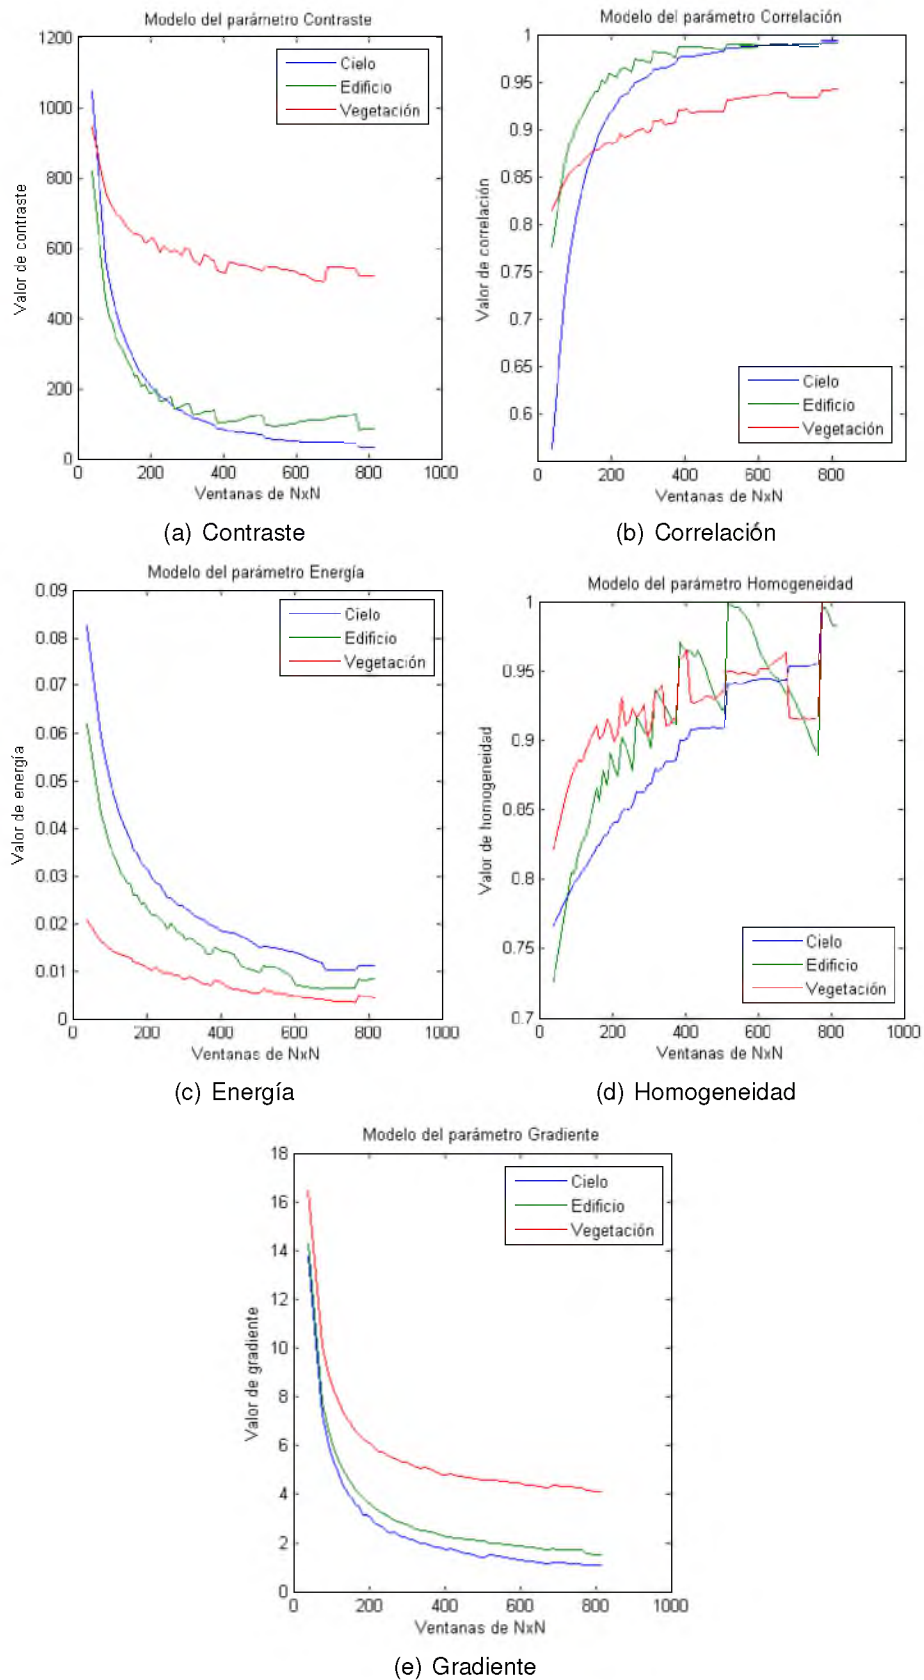 Modelo del parámetro Contraste
1200
1000
800
600
400
200
0
Valor de contraste
Cielo
Edificio
Vegetación
0 200 400 600 800 1000
Ventanas de NxN
(a) Contraste
Modelo del parámetro Correlación
1
0.95
0.9
0.85
0.8
0.75
0.7
0.65
0.6
Valor de correlación
Cielo
Edificio
Vegetación
0 200 400 600 800
Ventanas de NxN
(b) Correlación
Modelo del parámetro Energía
0.09
0.08
0.07
0.06
0.05
0.04
0.03
0.02
0.01
0
Valor de energía
Cielo
Edificio
Vegetación
0 200 400 600 800 1000
Ventanas de NxN
(c) Energía
Modelo del parámetro Homogeneidad
1
0.95
0.9
0.85
0.8
0.75
0.7
Valor de homogeneidad
Cielo
Edificio
Vegetación
0 200 400 600 800 1000
Ventanas de NxN
(d) Homogeneidad
Modelo del parámetro Gradiente
18
16
14
12
10
8
6
4
2
0
Valor de gradiente
Cielo
Edificio
Vegetación
0 200 400 600 800 1000
Ventanas de NxN
(e) Gradiente